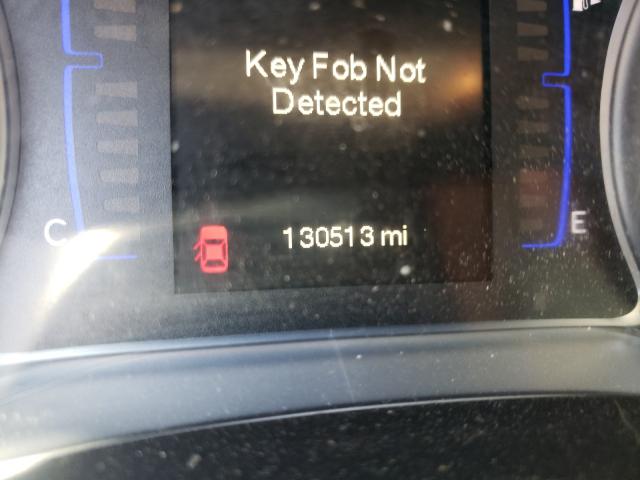 Key Fob Not
Detected
C
130513 mi
E